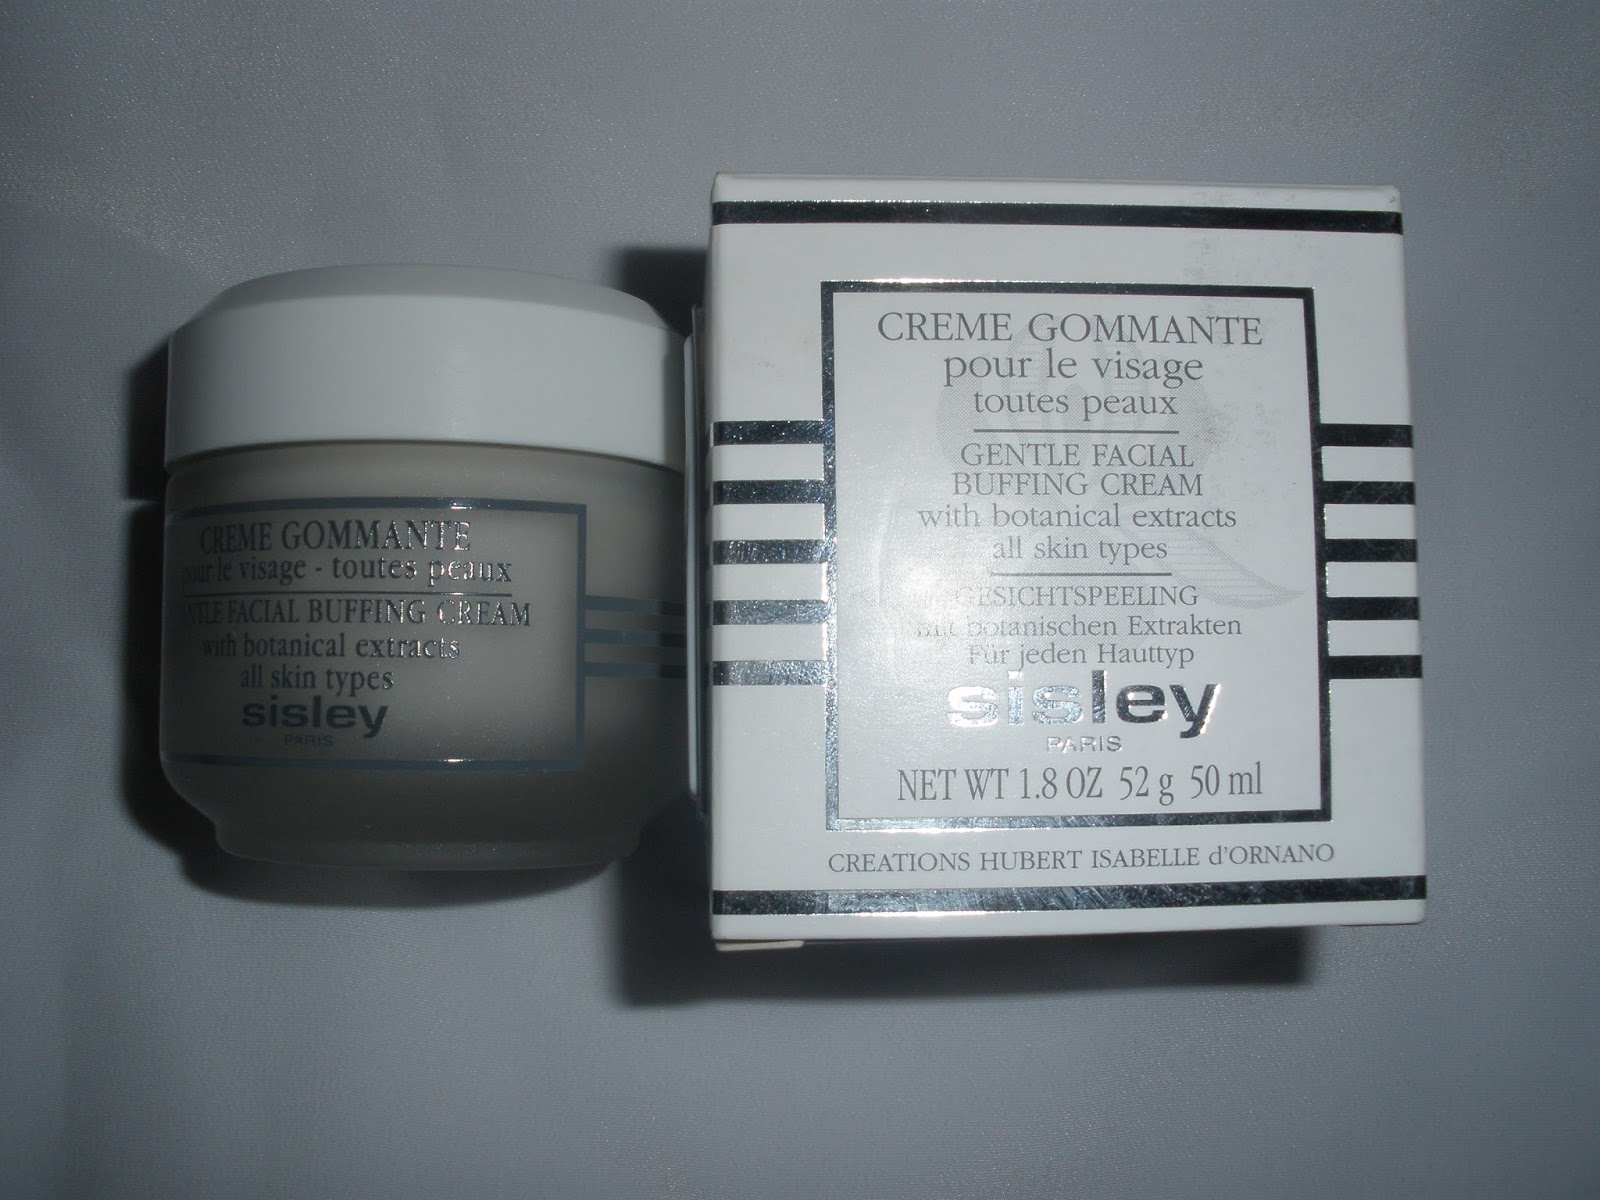 CREME GOMMANTE
pour le visage - toutes peaux
GENTLE FACIAL BUFFING CREAM
with botanical extracts
all skin types
sisley
PARIS
CREME GOMMANTE
pour le visage
toutes peaux
GENTLE FACIAL
BUFFING CREAM
with botanical extracts
all skin types
GESICHTSPEELING
mit botanischen Extrakten
Für jeden Hauttyp
sisley
PARIS
NET WT 1.8 OZ 52 g 50 ml
CREATIONS HUBERT ISABELLE d'ORNANO